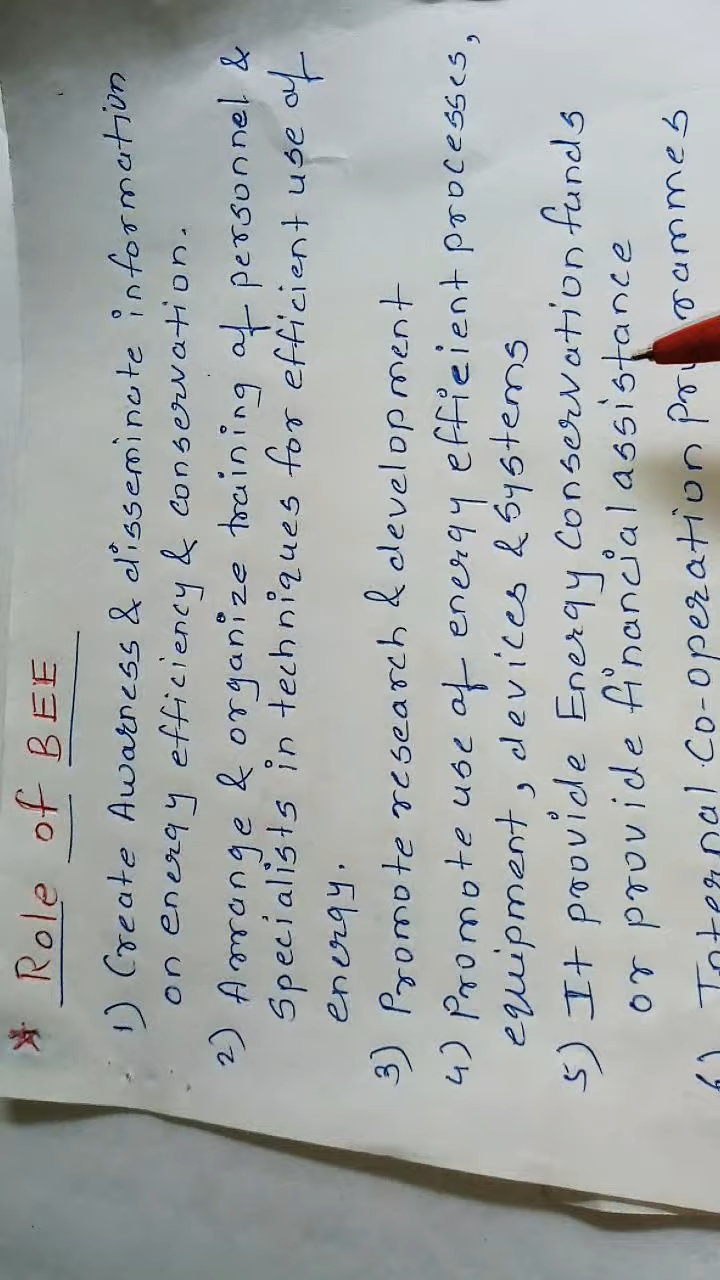 * Role of BEE
1) Create Awarness & disseminate information
on energy efficiency & conservation.
2) Arrange & organize training of personnel &
Specialists in techniques for efficient use of
energy.
3) Promote research & development
4) Promote use of energy efficient processes,
equipment, devices & systems
5) It provide Energy Conservation funds
or provide financial assistance
6) Internal Co-operation